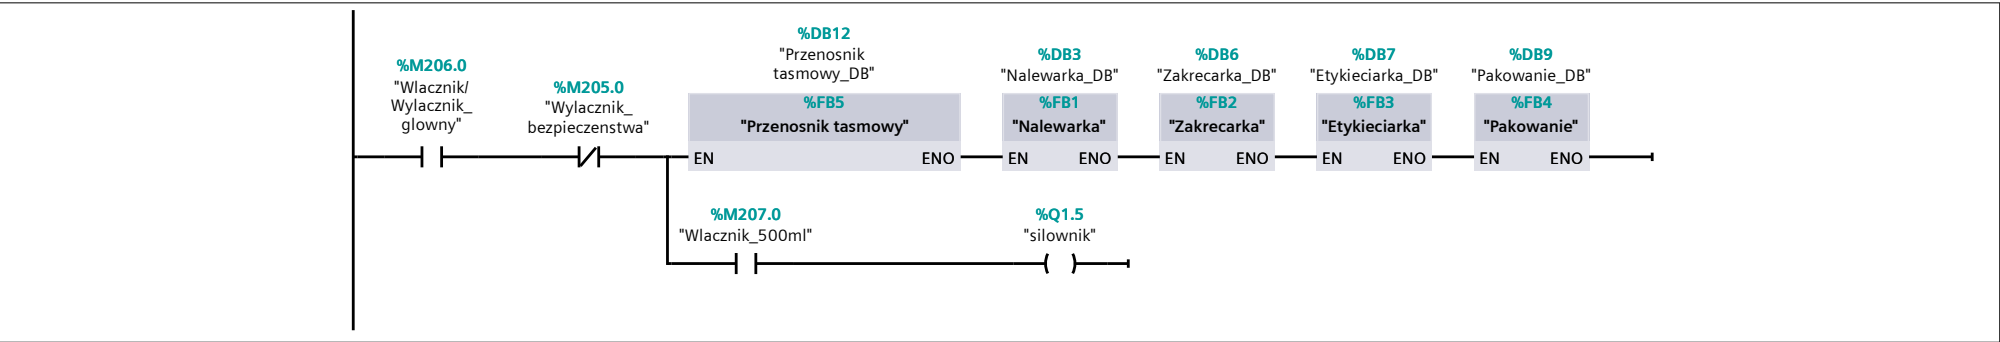 %M206.0
"Wlacznik/
Wylacznik_
glowny"
%M205.0
"Wylacznik_
bezpieczenstwa"
%DB12
"Przenosnik
tasmowy_DB"
%FB5
"Przenosnik tasmowy"
EN ENO
%DB3
"Nalewarka_DB"
%FB1
"Nalewarka"
EN ENO
%DB6
"Zakrecarka_DB"
%FB2
"Zakrecarka"
EN ENO
%DB7
"Etykieciarka_DB"
%FB3
"Etykieciarka"
EN ENO
%DB9
"Pakowanie_DB"
%FB4
"Pakowanie"
EN ENO
%M207.0
"Wlacznik_500ml"
%Q1.5
"silownik"